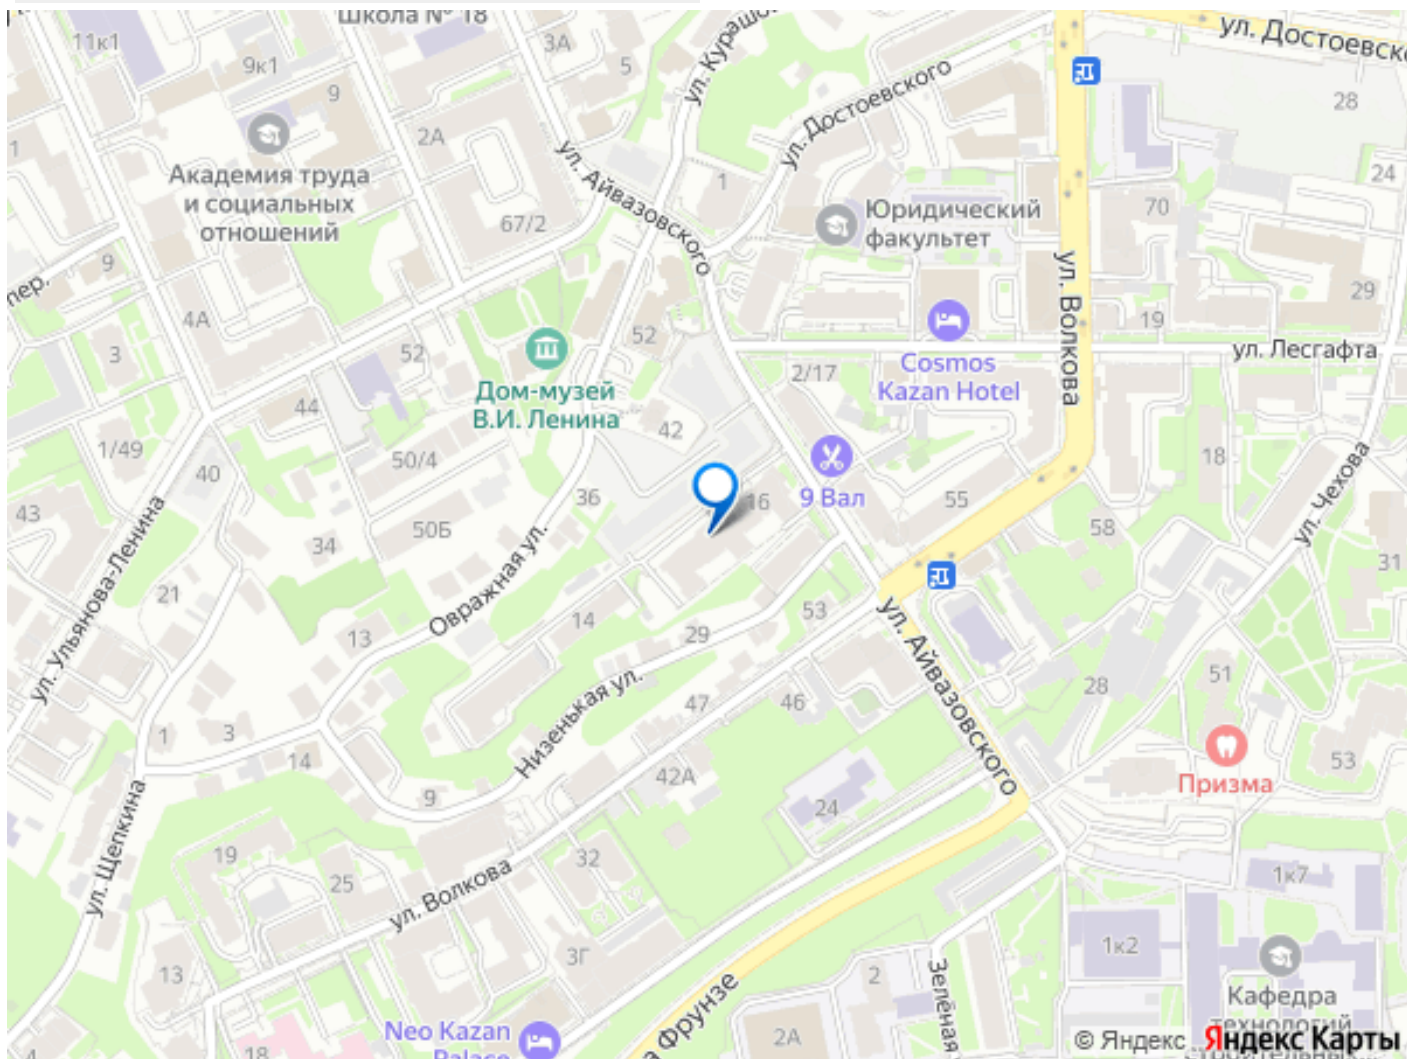 Школа № 18
ул. Достоевско
11к1
3А
9к1
5
ул. Курашо
9
28
2А
ул. Достоевского
1
Академия труда
и социальных
отношений
ул. Айвазовского
1
24
67/2
Юридический
факультет
70
пер.
9
ул. Волкова
29
4А
52
19
3
52
Дом-музей
В.И. Ленина
Cosmos
Kazan Hotel
2/17
ул. Лесгафта
44
42
1/49
50/4
40
18
36
16
9 Вал
55
ул. Чехова
43
50Б
58
34
ул. Ульянова-Ленина
21
Овражная ул.
31
13
14
29
53
ул. Айвазовского
Низенькая ул.
47
46
28
51
1
3
14
42А
53
Призма
9
24
ул. Щепкина
19
25
32
ул. Волкова
1к7
3Г
1к2
13
2
Зелёная
Кафедра
технологий
Neo Kazan
Palace
а Фрунзе
2А
18
© Яндекс Яндекс Карты